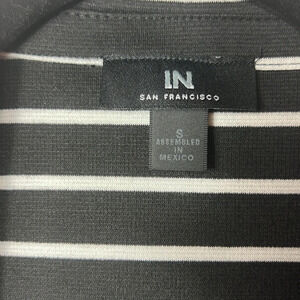 IN
SAN FRANCISCO
S
ASSEMBLED
IN
MEXICO